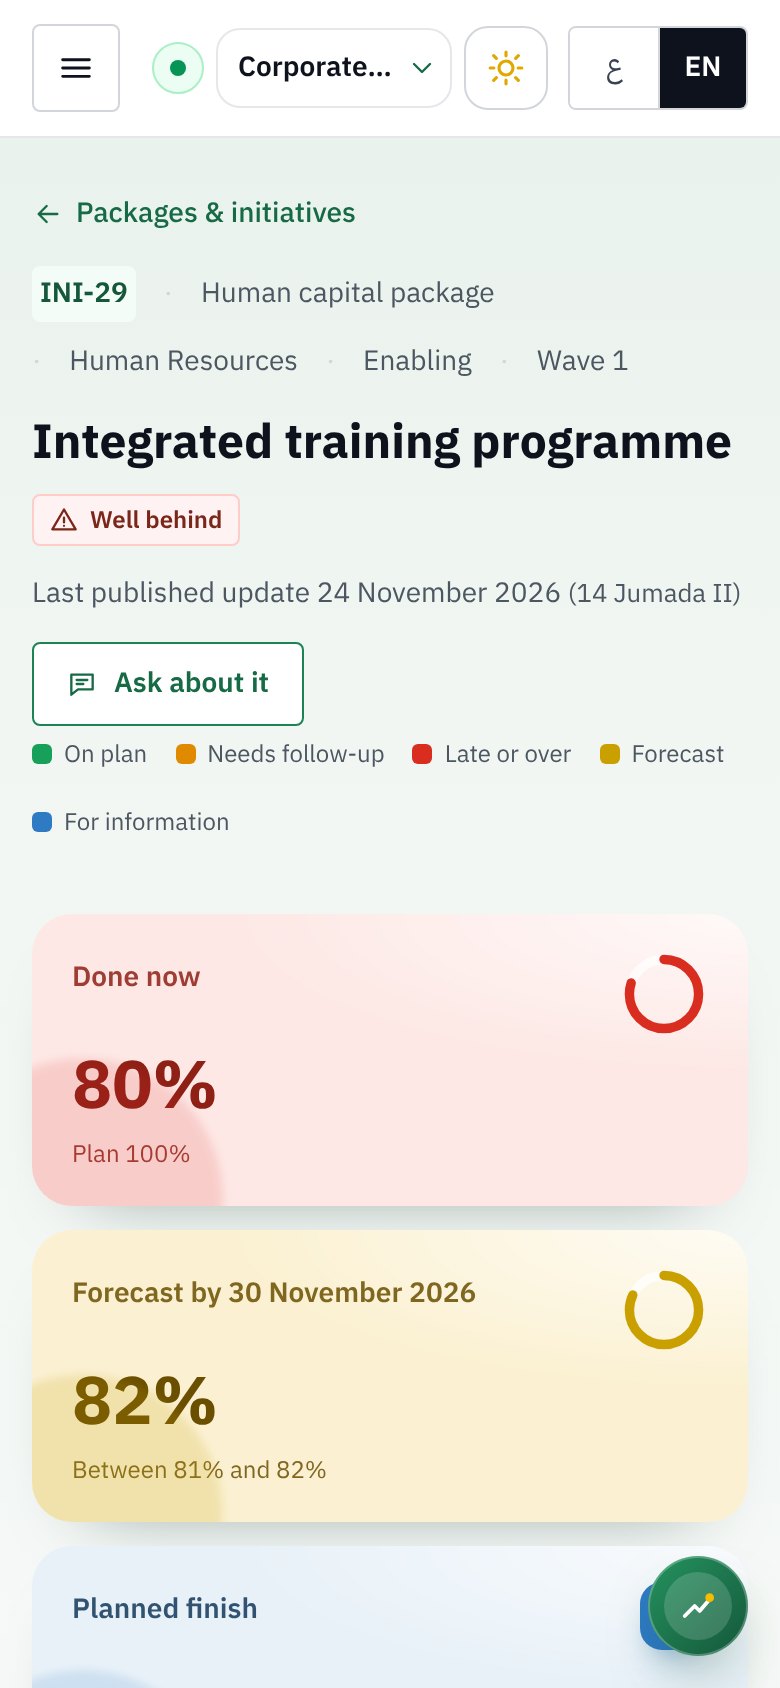 Corporate...
ع
EN
Packages & initiatives
INI-29 · Human capital package
· Human Resources · Enabling · Wave 1
Integrated training programme
Well behind
Last published update 24 November 2026 (14 Jumada II)
Ask about it
On plan
Needs follow-up
Late or over
Forecast
For information
Done now
80%
Plan 100%
Forecast by 30 November 2026
82%
Between 81% and 82%
Planned finish